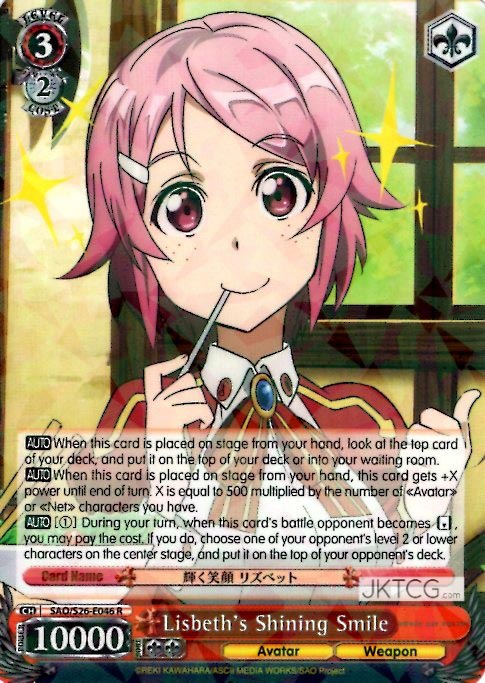 LEVEL
3
2
COST
AUTO When this card is placed on stage from your hand, look at the top card
of your deck, and put it on the top of your deck or into your waiting room.
AUTO When this card is placed on stage from your hand, this card gets +X
power until end of turn. X is equal to 500 multiplied by the number of «Avatar»
or «Net» characters you have.
AUTO [①] During your turn, when this card's battle opponent becomes [ ],
you may pay the cost. If you do, choose one of your opponent's level 2 or lower
characters on the center stage, and put it on top of your opponent's deck.
Card Name 輝く笑顔 リズベット
JKTCG.com
CH SAO/S26-E046 R
POWER 10000
SOUL
Lisbeth's Shining Smile
Avatar Weapon
©REKI KAWAHARA/ASCII MEDIA WORKS/SAO Project